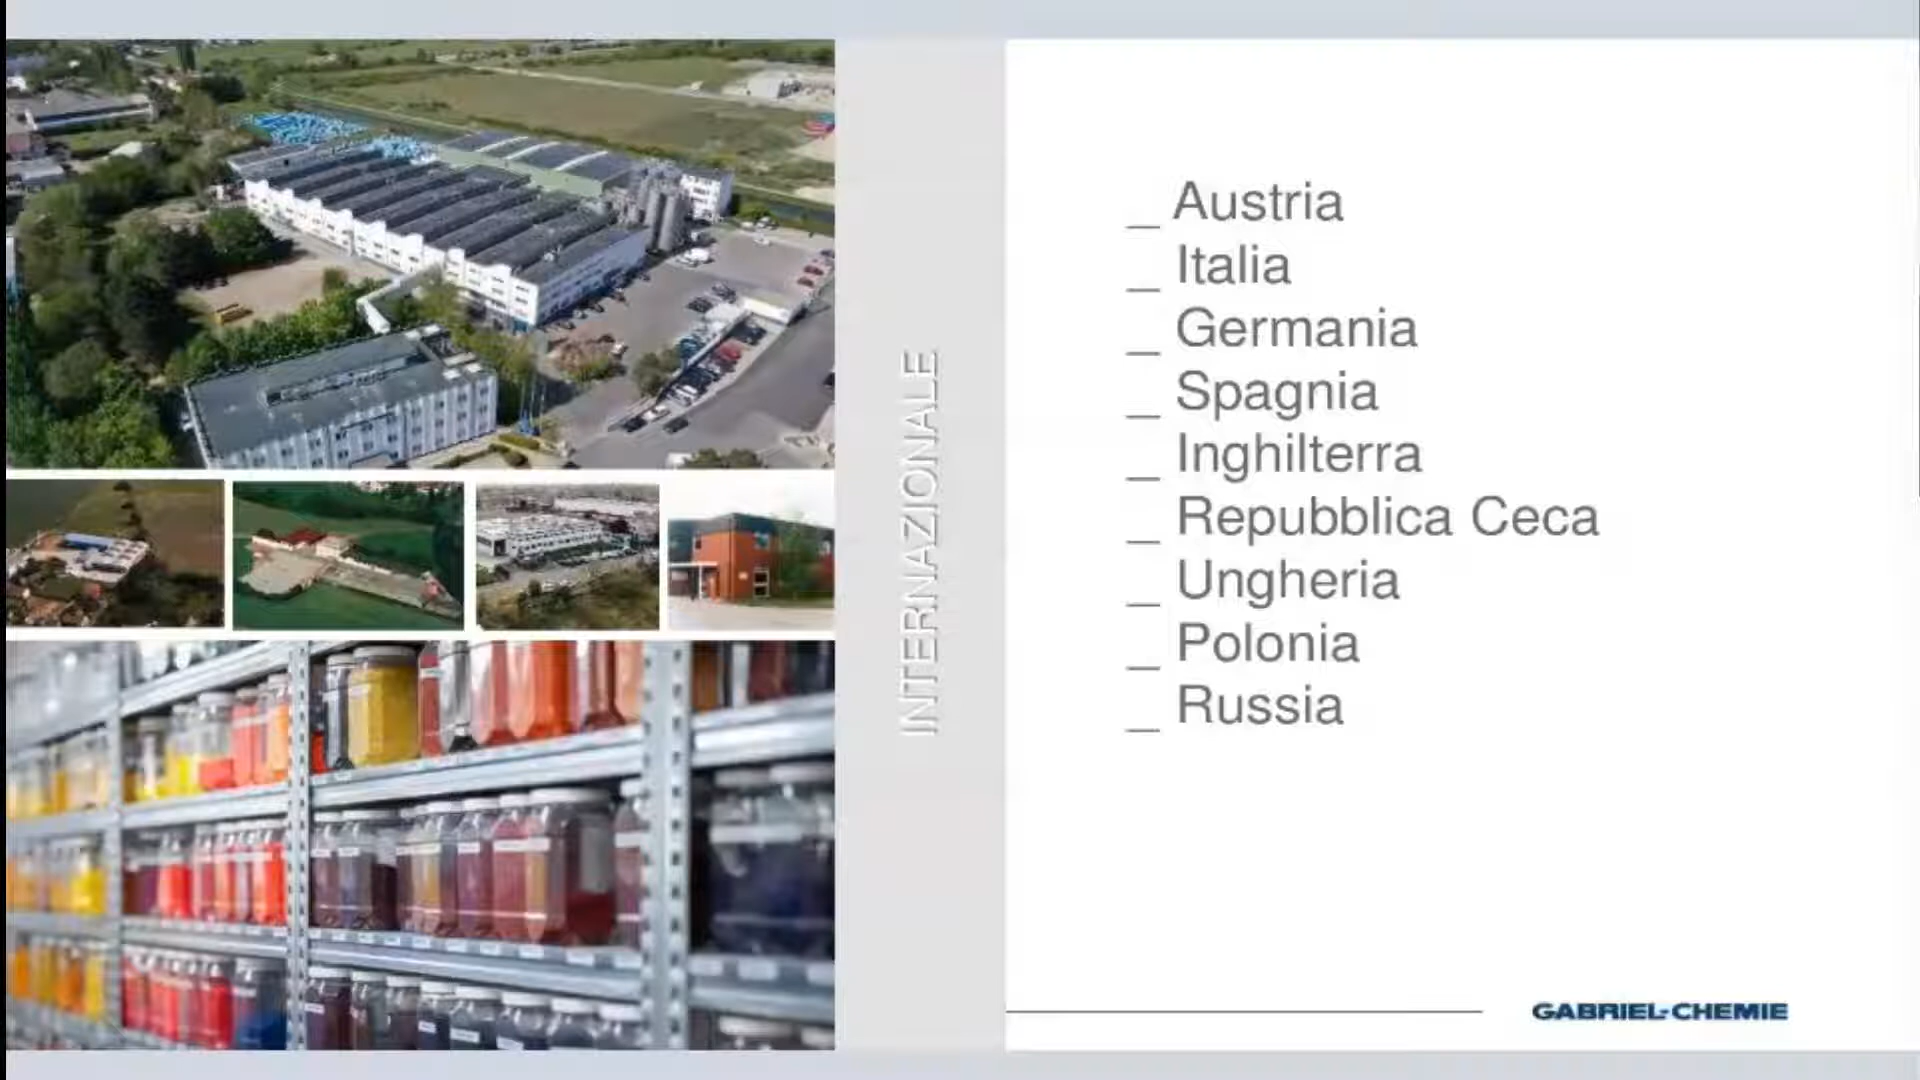 INTERNAZIONALE
_ Austria
_ Italia
_ Germania
_ Spagnia
_ Inghilterra
_ Repubblica Ceca
_ Ungheria
_ Polonia
_ Russia
GABRIEL-CHEMIE